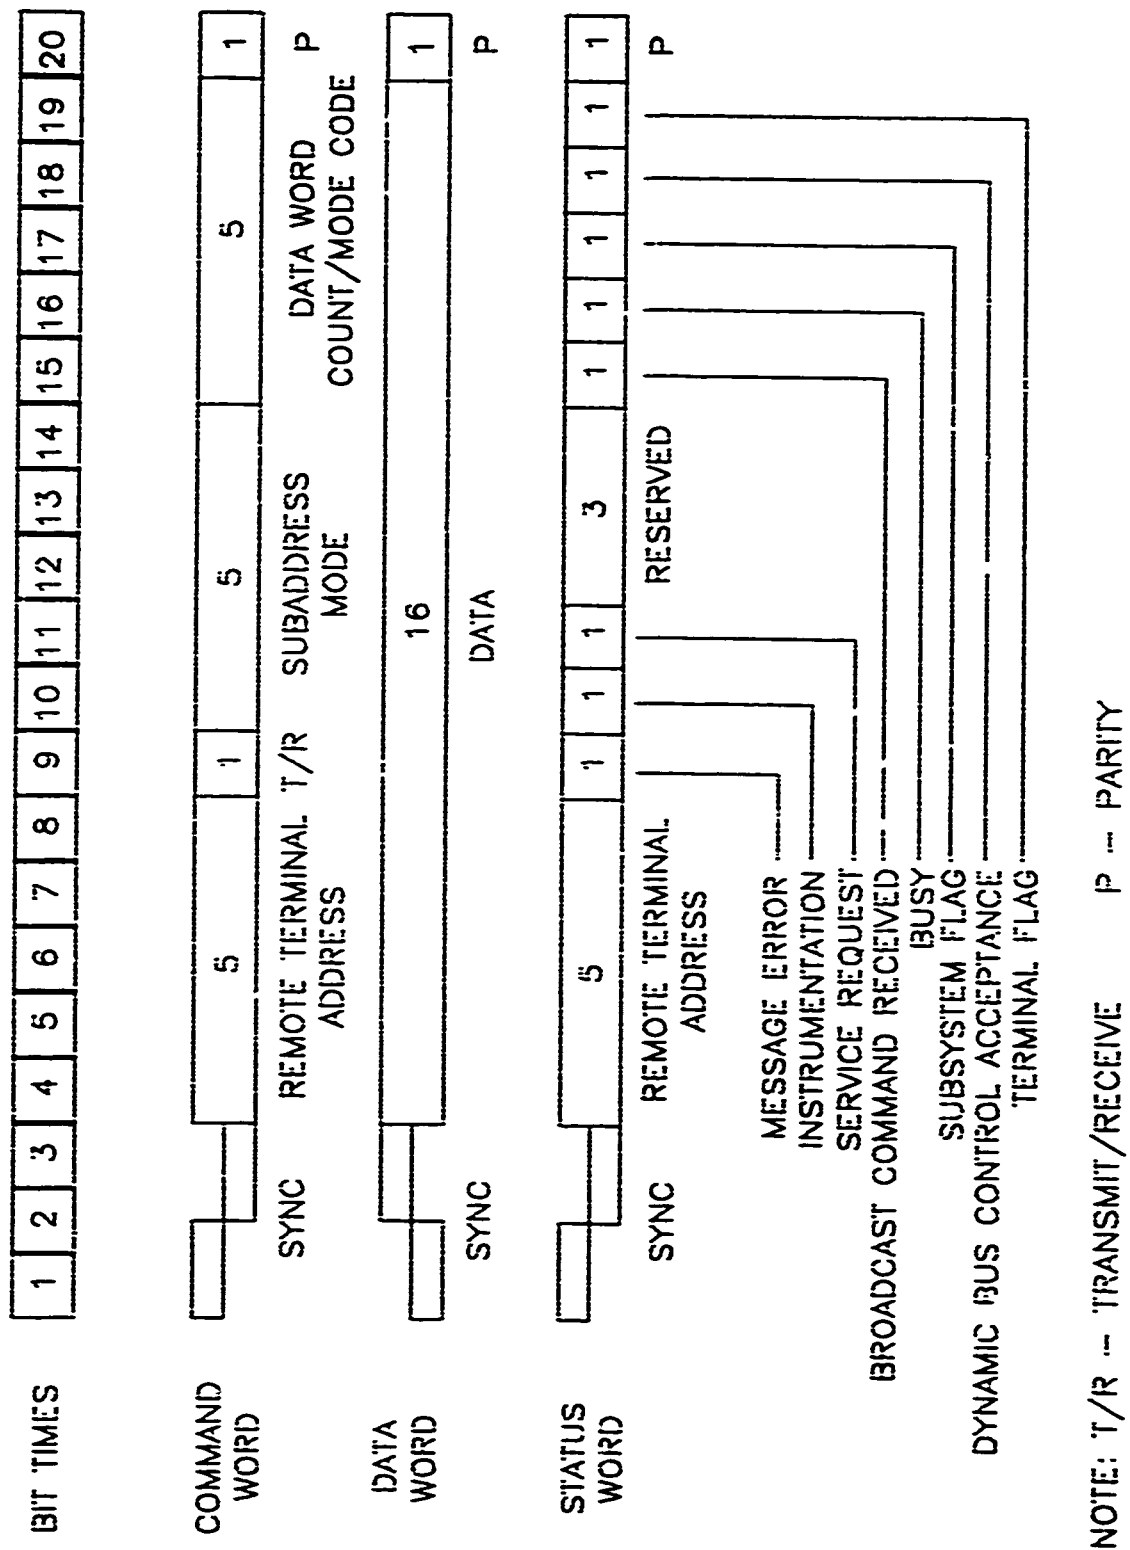 BIT TIMES 1 2 3 4 5 6 7 8 9 10 11 12 13 14 15 16 17 18 19 20
COMMAND
WORD
5 1 5 5 1
SYNC
REMOTE TERMINAL
ADDRESS
T/R
SUBADDRESS
MODE
DATA WORD
COUNT/MODE CODE
P
DATA
WORD
16 1
SYNC
DATA
P
STATUS
WORD
5 1 1 1 3 1 1 1 1 1 1
SYNC
REMOTE TERMINAL
ADDRESS
RESERVED
P
MESSAGE ERROR
INSTRUMENTATION
SERVICE REQUEST
BROADCAST COMMAND RECEIVED
BUSY
SUBSYSTEM FLAG
DYNAMIC BUS CONTROL ACCEPTANCE
TERMINAL FLAG
NOTE: T/R - TRANSMIT/RECEIVE P - PARITY